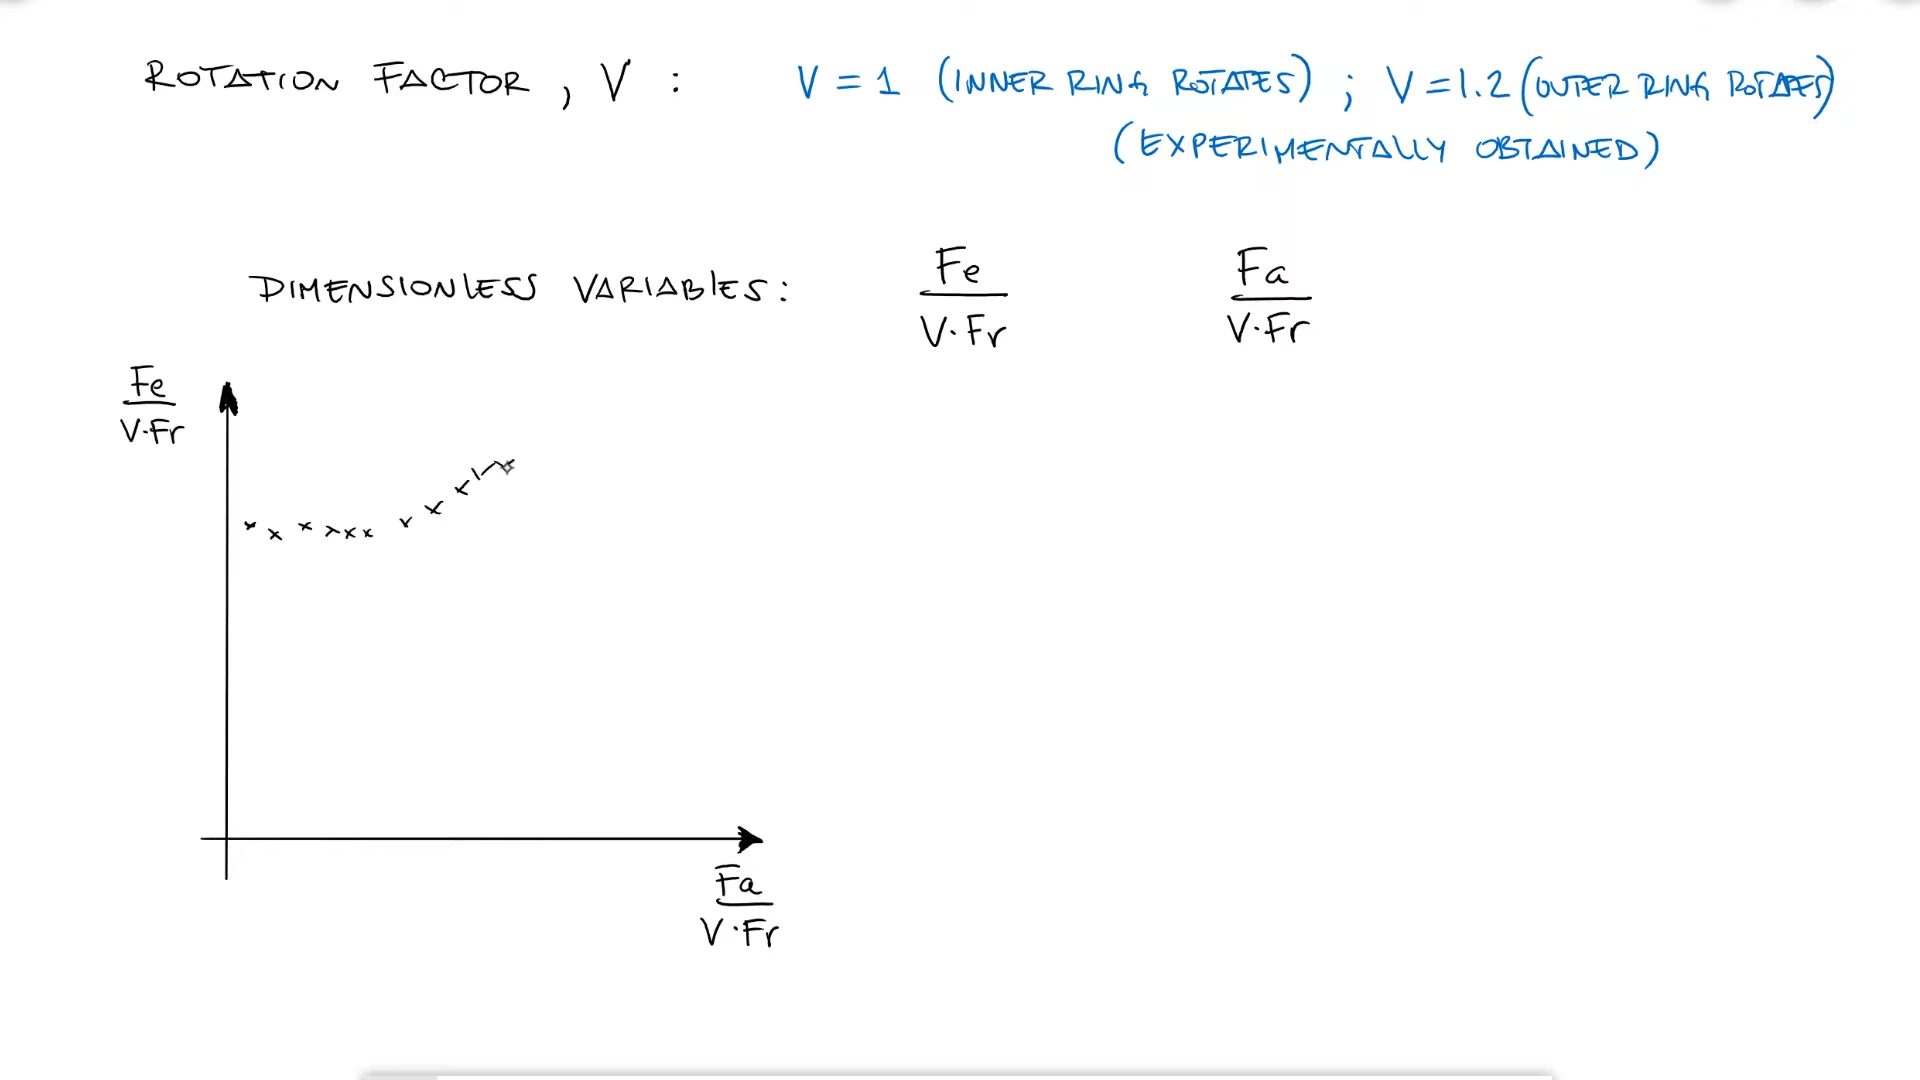 ROTATION FACTOR, V : V = 1 (INNER RING ROTATES) ; V = 1.2 (OUTER RING ROTATES)
(EXPERIMENTALLY OBTAINED)
DIMENSIONLESS VARIABLES: Fe / V·Fr Fa / V·Fr
Fe
V·Fr
Fa
V·Fr